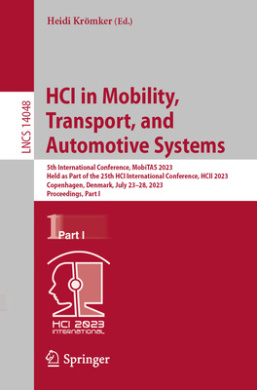 Heidi Krömker (Ed.)
LNCS 14048
HCI in Mobility,
Transport, and
Automotive Systems
5th International Conference, MobiTAS 2023
Held as Part of the 25th HCI International Conference, HCII 2023
Copenhagen, Denmark, July 23–28, 2023
Proceedings, Part I
1 Part I
HCI 2023
INTERNATIONAL
Springer